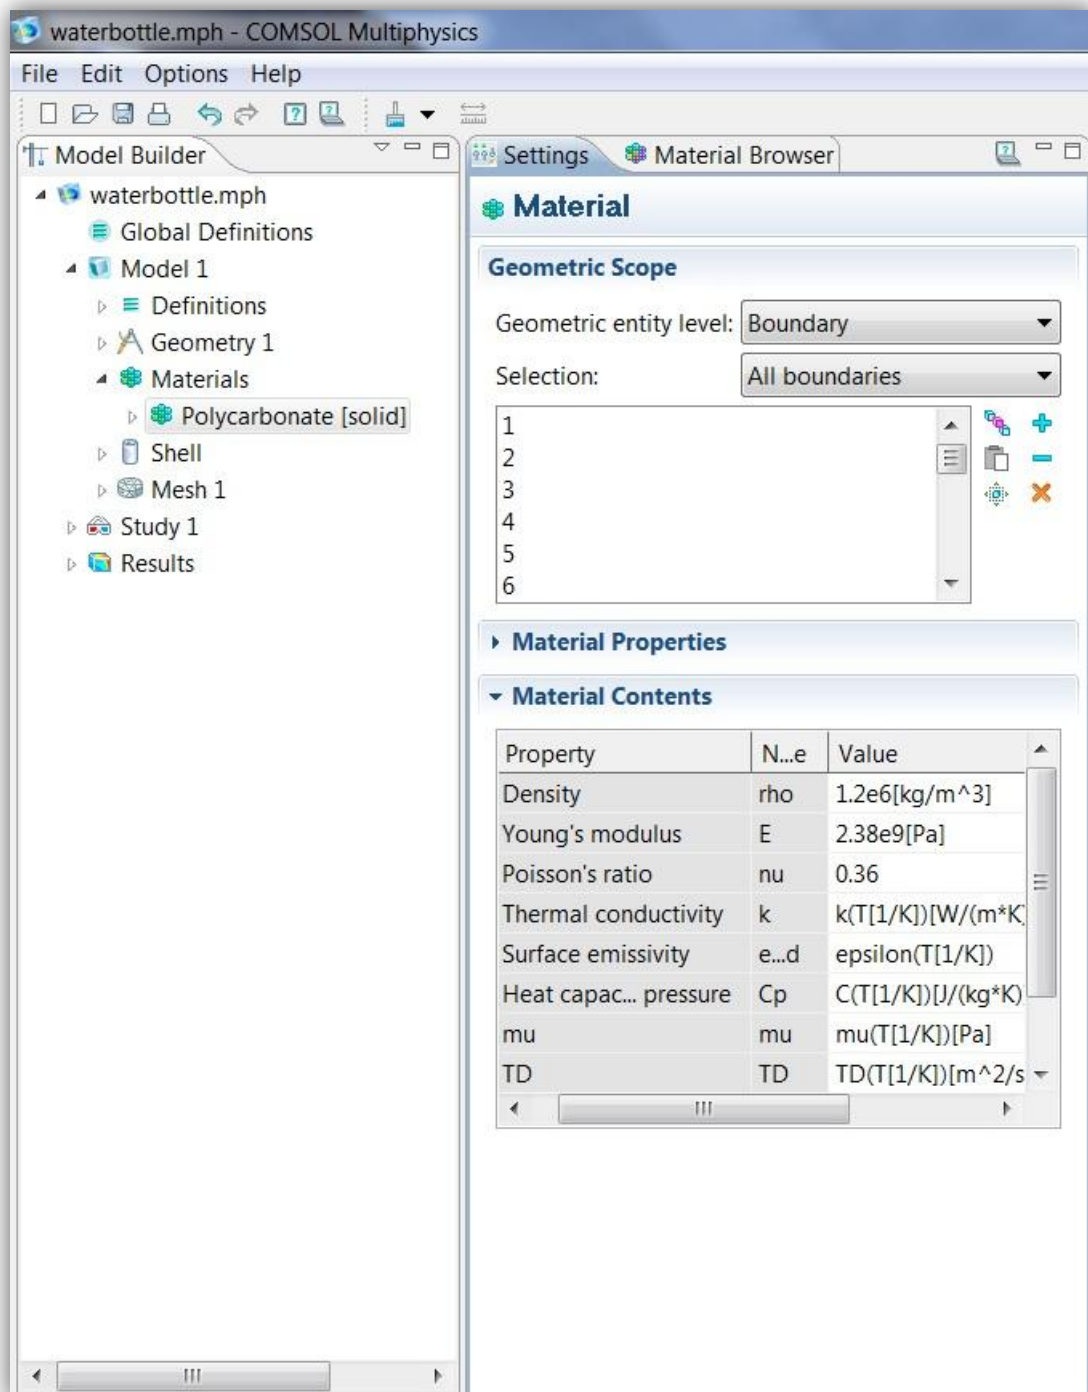 waterbottle.mph - COMSOL Multiphysics
File Edit Options Help
Model Builder
waterbottle.mph
Global Definitions
Model 1
Definitions
Geometry 1
Materials
Polycarbonate [solid]
Shell
Mesh 1
Study 1
Results
Settings Material Browser
Material
Geometric Scope
Geometric entity level: Boundary
Selection: All boundaries
1
2
3
4
5
6
Material Properties
Material Contents
Property N...e Value
Density rho 1.2e6[kg/m^3]
Young's modulus E 2.38e9[Pa]
Poisson's ratio nu 0.36
Thermal conductivity k k(T[1/K])[W/(m*K
Surface emissivity e...d epsilon(T[1/K])
Heat capac... pressure Cp C(T[1/K])[J/(kg*K)
mu mu mu(T[1/K])[Pa]
TD TD TD(T[1/K])[m^2/s